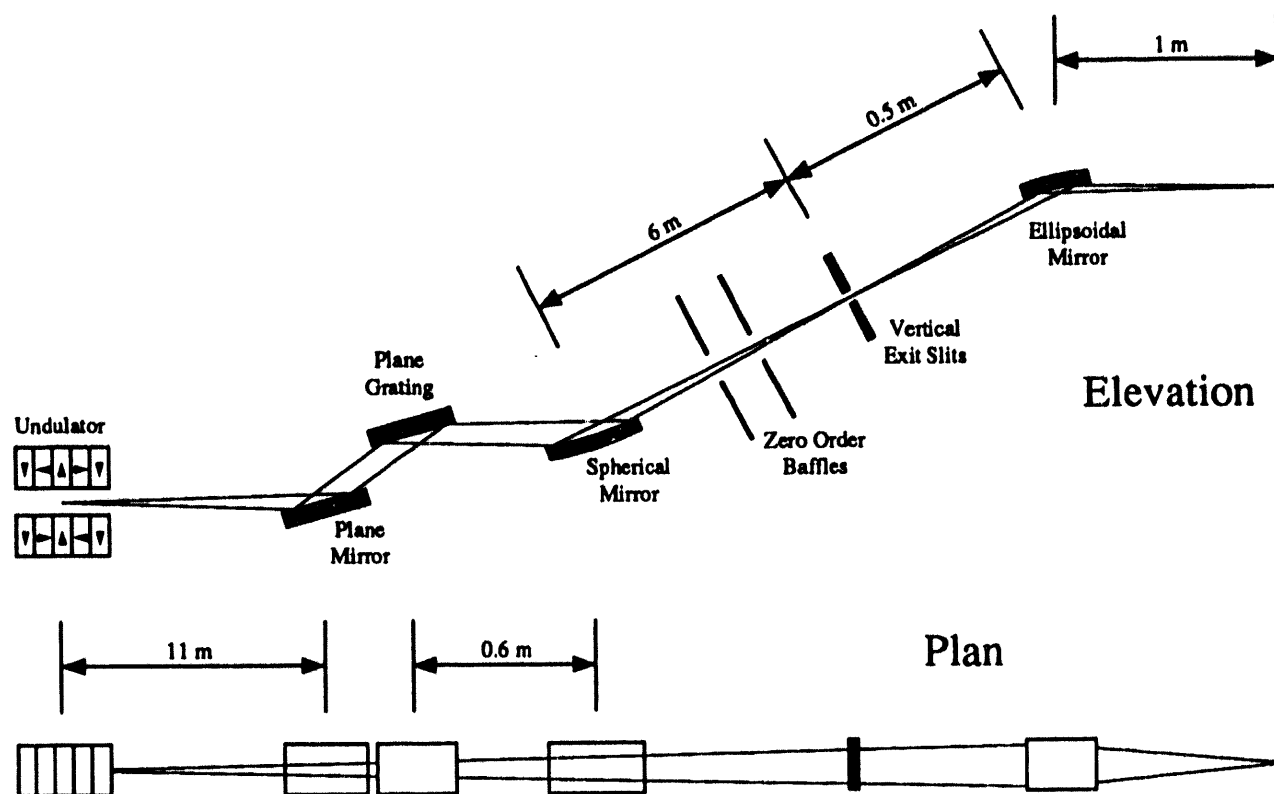 1 m
0.5 m
6 m
Ellipsoidal
Mirror
Vertical
Exit Slits
Plane
Grating
Elevation
Undulator
Zero Order
Baffles
Spherical
Mirror
Plane
Mirror
Plan
11 m
0.6 m